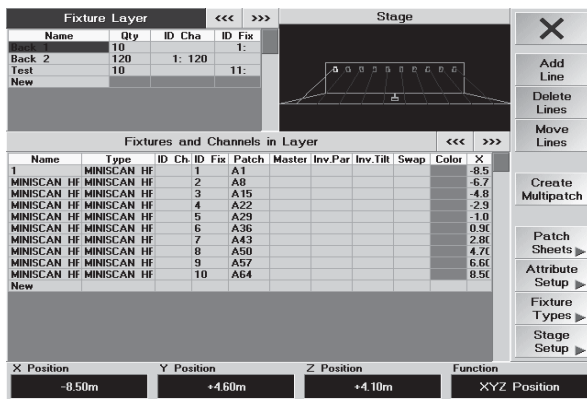 Fixture Layer <<< >>> Stage
Name Qty ID Cha ID Fix
Back 1 10 1:
Back 2 120 1: 120
Test 10 11:
New
Add Line
Delete Lines
Move Lines
Create Multipatch
Patch Sheets
Attribute Setup
Fixture Types
Stage Setup
Fixtures and Channels in Layer <<< >>>
Name Type ID Ch ID Fix Patch Master Inv.Pan Inv.Tilt Swap Color X
1 MINISCAN HF 1 A1 -8.5
MINISCAN HF MINISCAN HF 2 A8 -6.7
MINISCAN HF MINISCAN HF 3 A15 -4.8
MINISCAN HF MINISCAN HF 4 A22 -2.9
MINISCAN HF MINISCAN HF 5 A29 -1.0
MINISCAN HF MINISCAN HF 6 A36 0.90
MINISCAN HF MINISCAN HF 7 A43 2.80
MINISCAN HF MINISCAN HF 8 A50 4.70
MINISCAN HF MINISCAN HF 9 A57 6.60
MINISCAN HF MINISCAN HF 10 A64 8.50
New
X Position Y Position Z Position Function
-8.50m +4.60m +4.10m XYZ Position